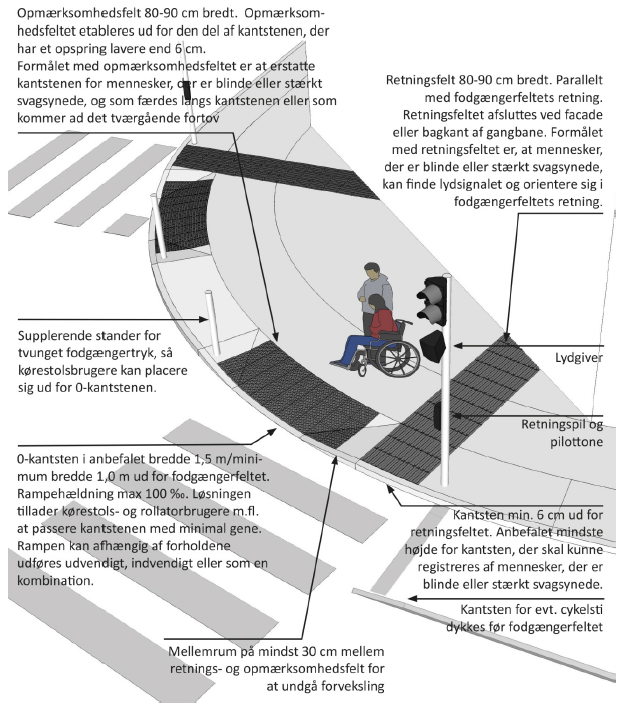 Opmærksomhedsfelt 80-90 cm bredt. Opmærksom-
hedsfeltet etableres ud for den del af kantstenen, der
har et opspring lavere end 6 cm.
Formålet med opmærksomhedsfeltet er at erstatte
kantstenen for mennesker, der er blinde eller stærkt
svagsynede, og som færdes langs kantstenen eller som
kommer ad det tværgående fortov
Retningsfelt 80-90 cm bredt. Parallelt
med fodgængerfeltets retning.
Retningsfeltet afsluttes ved facade
eller bagkant af gangbane. Formålet
med retningsfeltet er, at mennesker,
der er blinde eller stærkt svagsynede,
kan finde lydsignalet og orientere sig i
fodgængerfeltets retning.
Supplerende stander for
tvunget fodgængertryk, så
kørestolsbrugere kan placere
sig ud for 0-kantstenen.
Lydgiver
Retningspil og
pilottone
0-kantsten i anbefalet bredde 1,5 m/mini-
mum bredde 1,0 m ud for fodgængerfeltet.
Rampehældning max 100 ‰. Løsningen
tillader kørestols- og rollatorbrugere m.fl.
at passere kantstenen med minimal gene.
Rampen kan afhængig af forholdene
udføres udvendigt, indvendigt eller som en
kombination.
Kantsten min. 6 cm ud for
retningsfeltet. Anbefalet mindste
højde for kantsten, der skal kunne
registreres af mennesker, der er
blinde eller stærkt svagsynede.
Kantsten for evt. cykelsti
dykkes før fodgængerfeltet
Mellemrum på mindst 30 cm mellem
retnings- og opmærksomhedsfelt for
at undgå forveksling